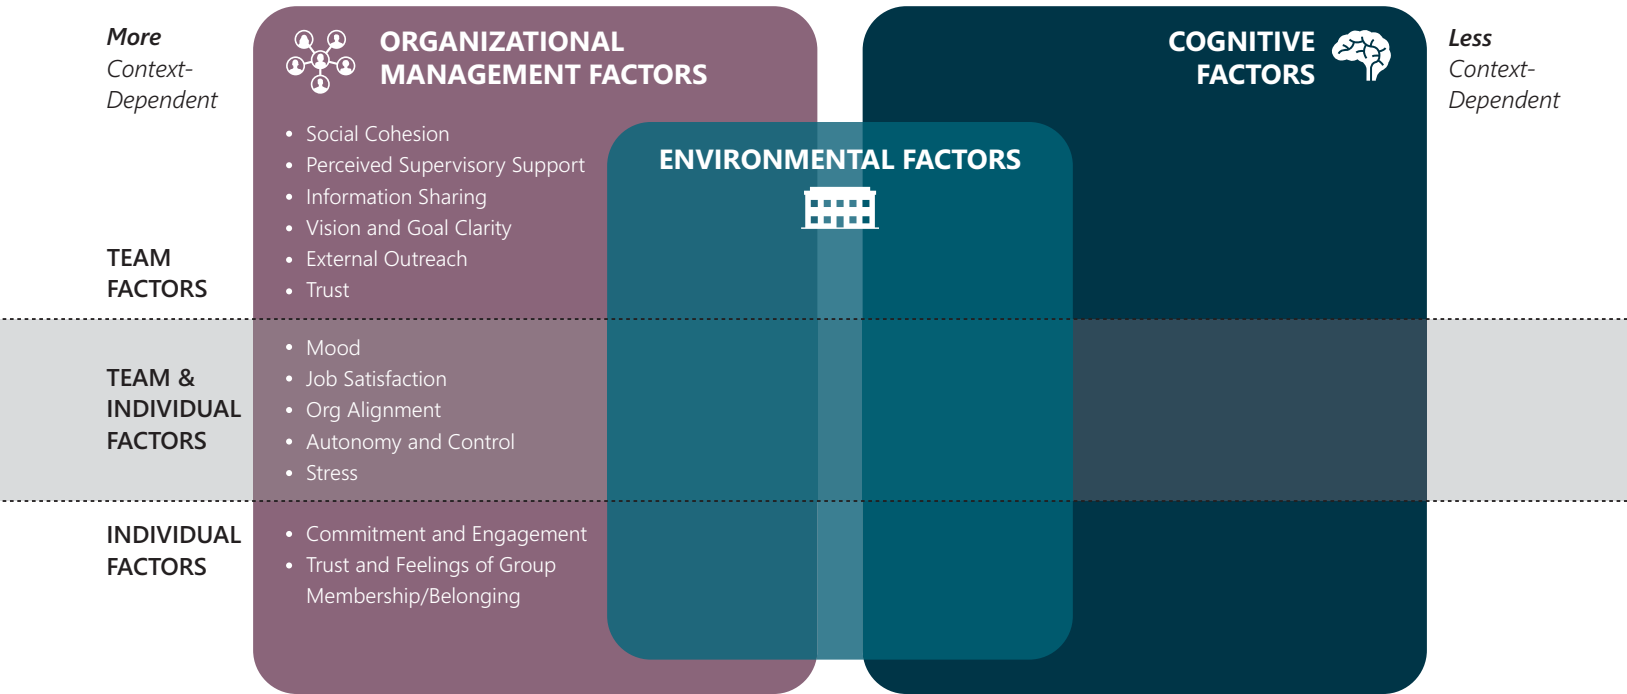 More
Context-
Dependent
ORGANIZATIONAL
MANAGEMENT FACTORS
COGNITIVE
FACTORS
Less
Context-
Dependent
• Social Cohesion
• Perceived Supervisory Support
• Information Sharing
• Vision and Goal Clarity
• External Outreach
• Trust
ENVIRONMENTAL FACTORS
TEAM
FACTORS
• Mood
• Job Satisfaction
• Org Alignment
• Autonomy and Control
• Stress
TEAM &
INDIVIDUAL
FACTORS
INDIVIDUAL
FACTORS
• Commitment and Engagement
• Trust and Feelings of Group
Membership/Belonging